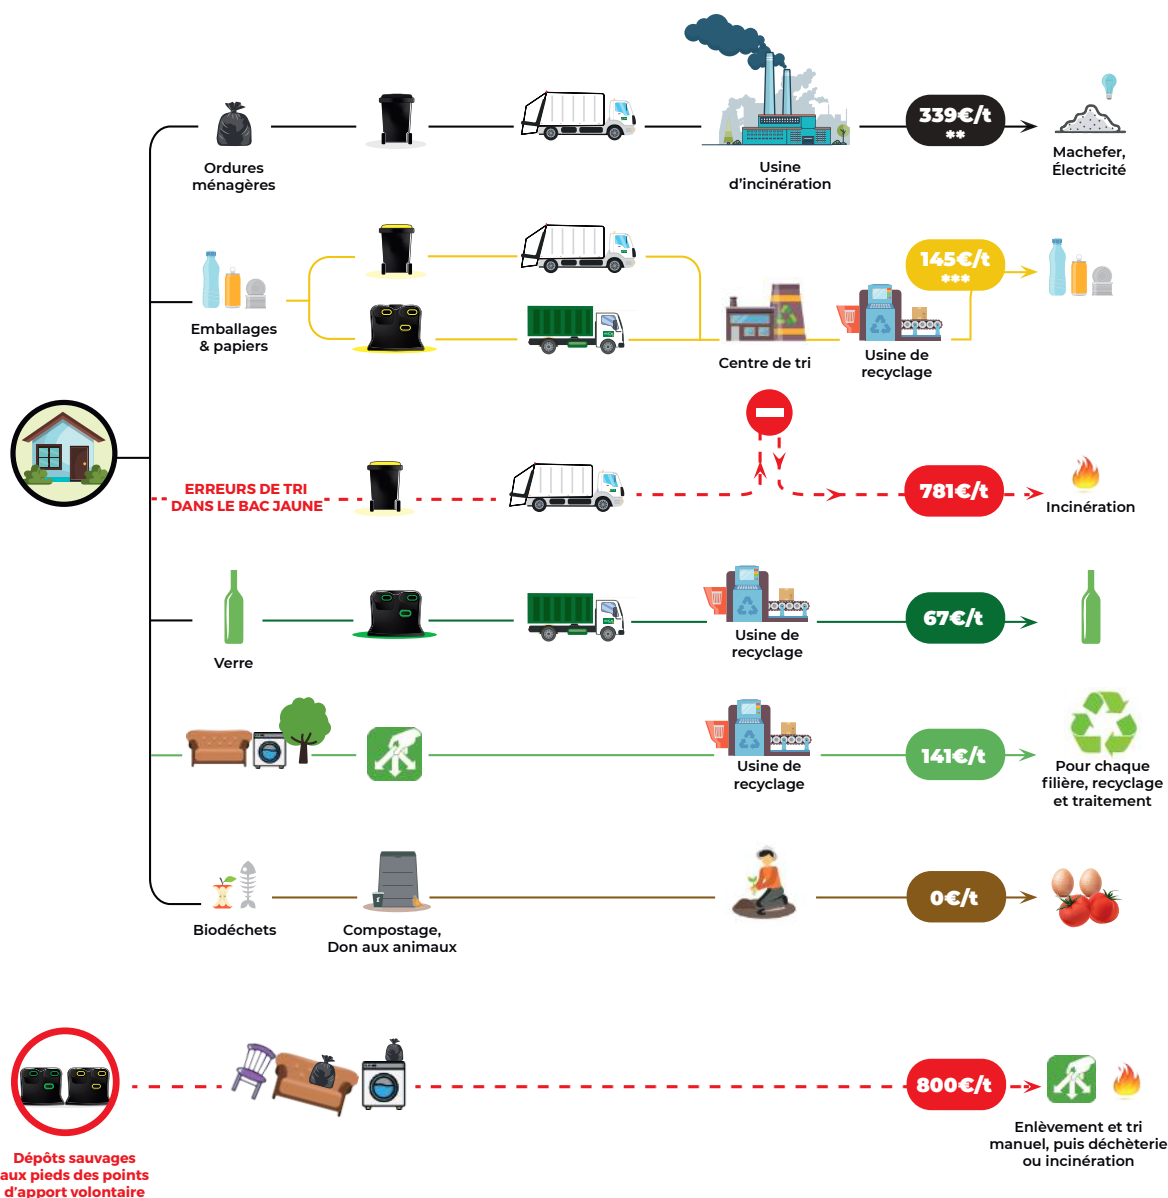 339€/t
**
Ordures
ménagères
Usine
d'incinération
Machefer,
Électricité
145€/t
***
Emballages
& papiers
Centre de tri
Usine de
recyclage
ERREURS DE TRI
DANS LE BAC JAUNE
781€/t
Incinération
67€/t
Verre
Usine de
recyclage
141€/t
Usine de
recyclage
Pour chaque
filière, recyclage
et traitement
0€/t
Biodéchets
Compostage,
Don aux animaux
800€/t
Enlèvement et tri
manuel, puis déchèterie
ou incinération
Dépôts sauvages
aux pieds des points
d'apport volontaire